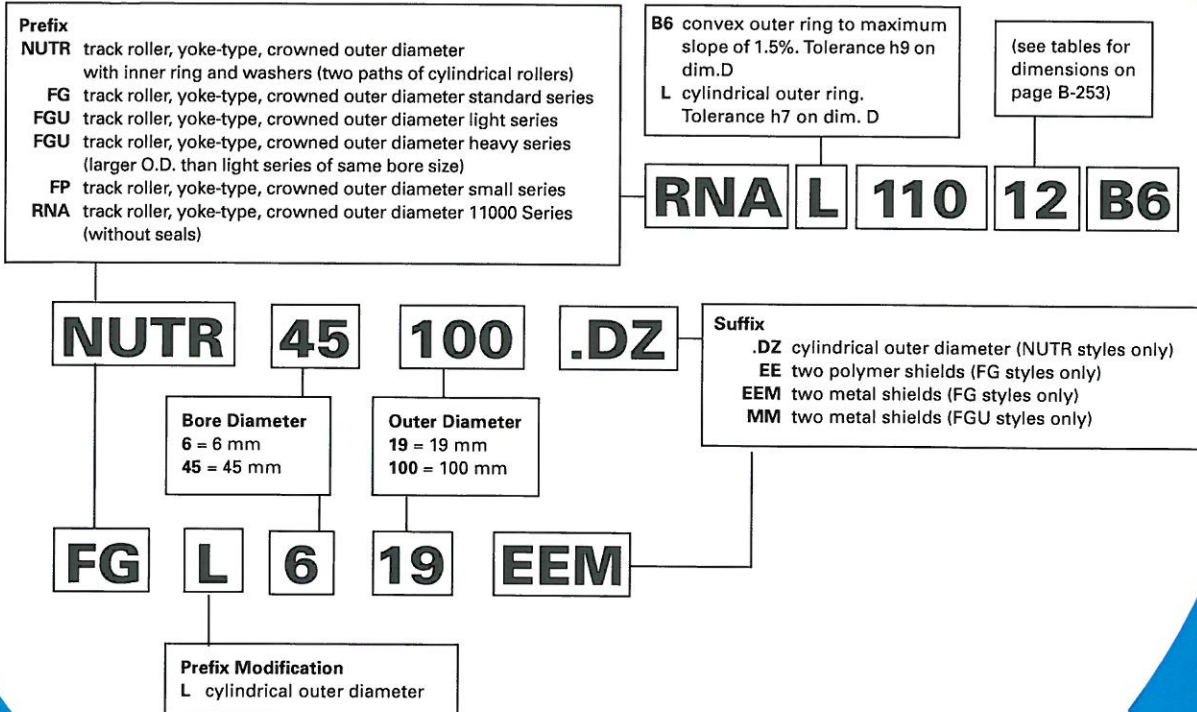 Prefix
NUTR track roller, yoke-type, crowned outer diameter
with inner ring and washers (two paths of cylindrical rollers)
FG track roller, yoke-type, crowned outer diameter standard series
FGU track roller, yoke-type, crowned outer diameter light series
FGU track roller, yoke-type, crowned outer diameter heavy series
(larger O.D. than light series of same bore size)
FP track roller, yoke-type, crowned outer diameter small series
RNA track roller, yoke-type, crowned outer diameter 11000 Series
(without seals)
B6 convex outer ring to maximum
slope of 1.5%. Tolerance h9 on
dim.D
L cylindrical outer ring.
Tolerance h7 on dim. D
(see tables for
dimensions on
page B-253)
RNA L 110 12 B6
NUTR 45 100 .DZ
Suffix
.DZ cylindrical outer diameter (NUTR styles only)
EE two polymer shields (FG styles only)
EEM two metal shields (FG styles only)
MM two metal shields (FGU styles only)
Bore Diameter
6 = 6 mm
45 = 45 mm
Outer Diameter
19 = 19 mm
100 = 100 mm
FG L 6 19 EEM
Prefix Modification
L cylindrical outer diameter